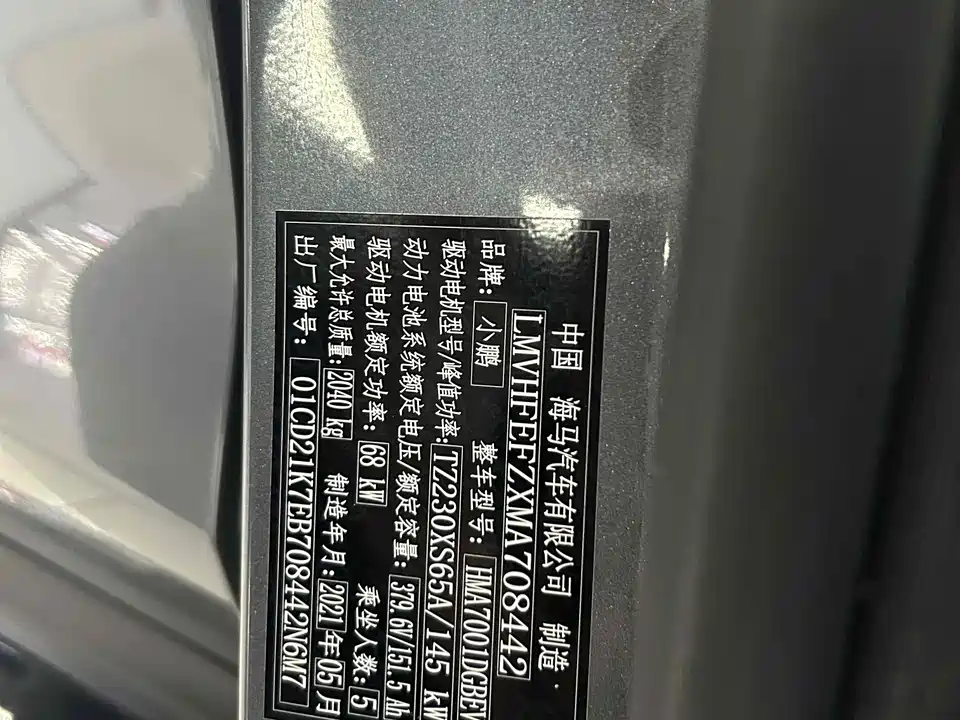 中国 海马汽车有限公司 制造
LMVHFEFZXMA708442
品牌: 小鹏 整车型号: HMA7001DGBEV
驱动电机型号/峰值功率: TZ230XS65A/145 kW
动力电池系统额定电压/额定容量: 379.6V/151.5 Ah
驱动电机额定功率: 68 kW 乘坐人数: 5
最大允许总质量: 2040 kg 制造年月: 2021年05月
出厂编号: 01CD21K7EB708442N6M7